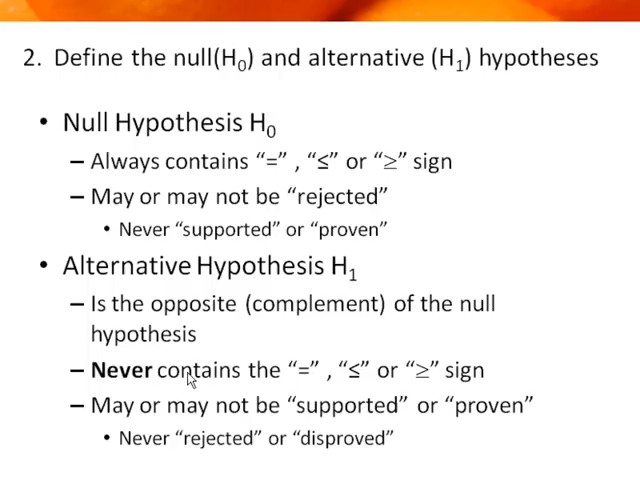 2. Define the null(H₀) and alternative (H₁) hypotheses
• Null Hypothesis H₀
– Always contains “=” , “≤” or “≥” sign
– May or may not be “rejected”
• Never “supported” or “proven”
• Alternative Hypothesis H₁
– Is the opposite (complement) of the null
hypothesis
– Never contains the “=” , “≤” or “≥” sign
– May or may not be “supported” or “proven”
• Never “rejected” or “disproved”